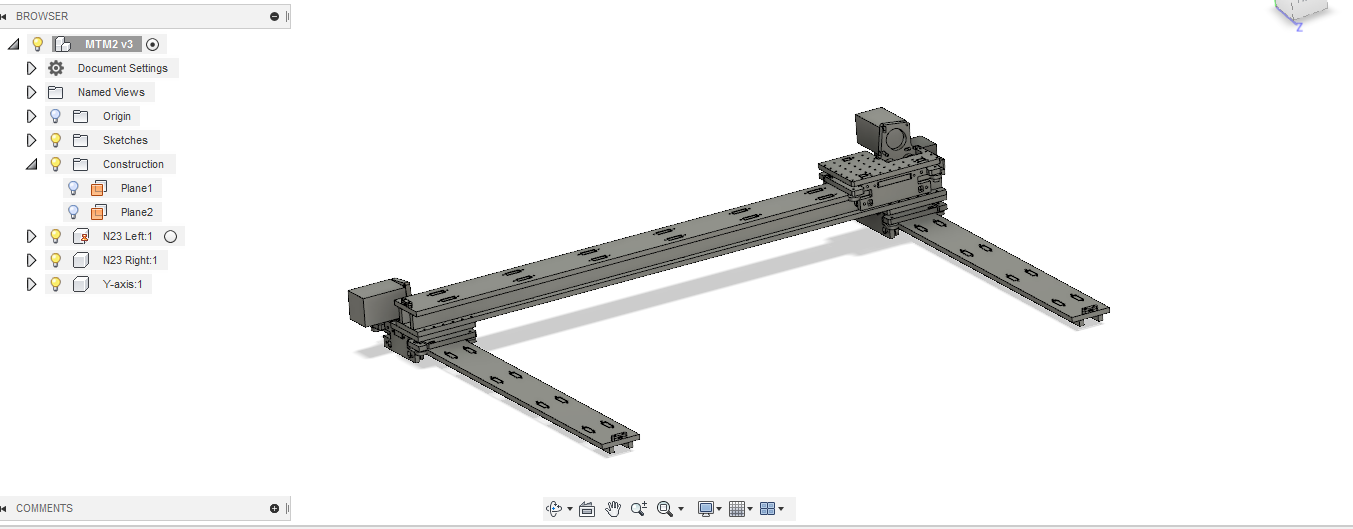 BROWSER
MTM2 v3
Document Settings
Named Views
Origin
Sketches
Construction
Plane1
Plane2
N23 Left:1
N23 Right:1
Y-axis:1
Z
COMMENTS